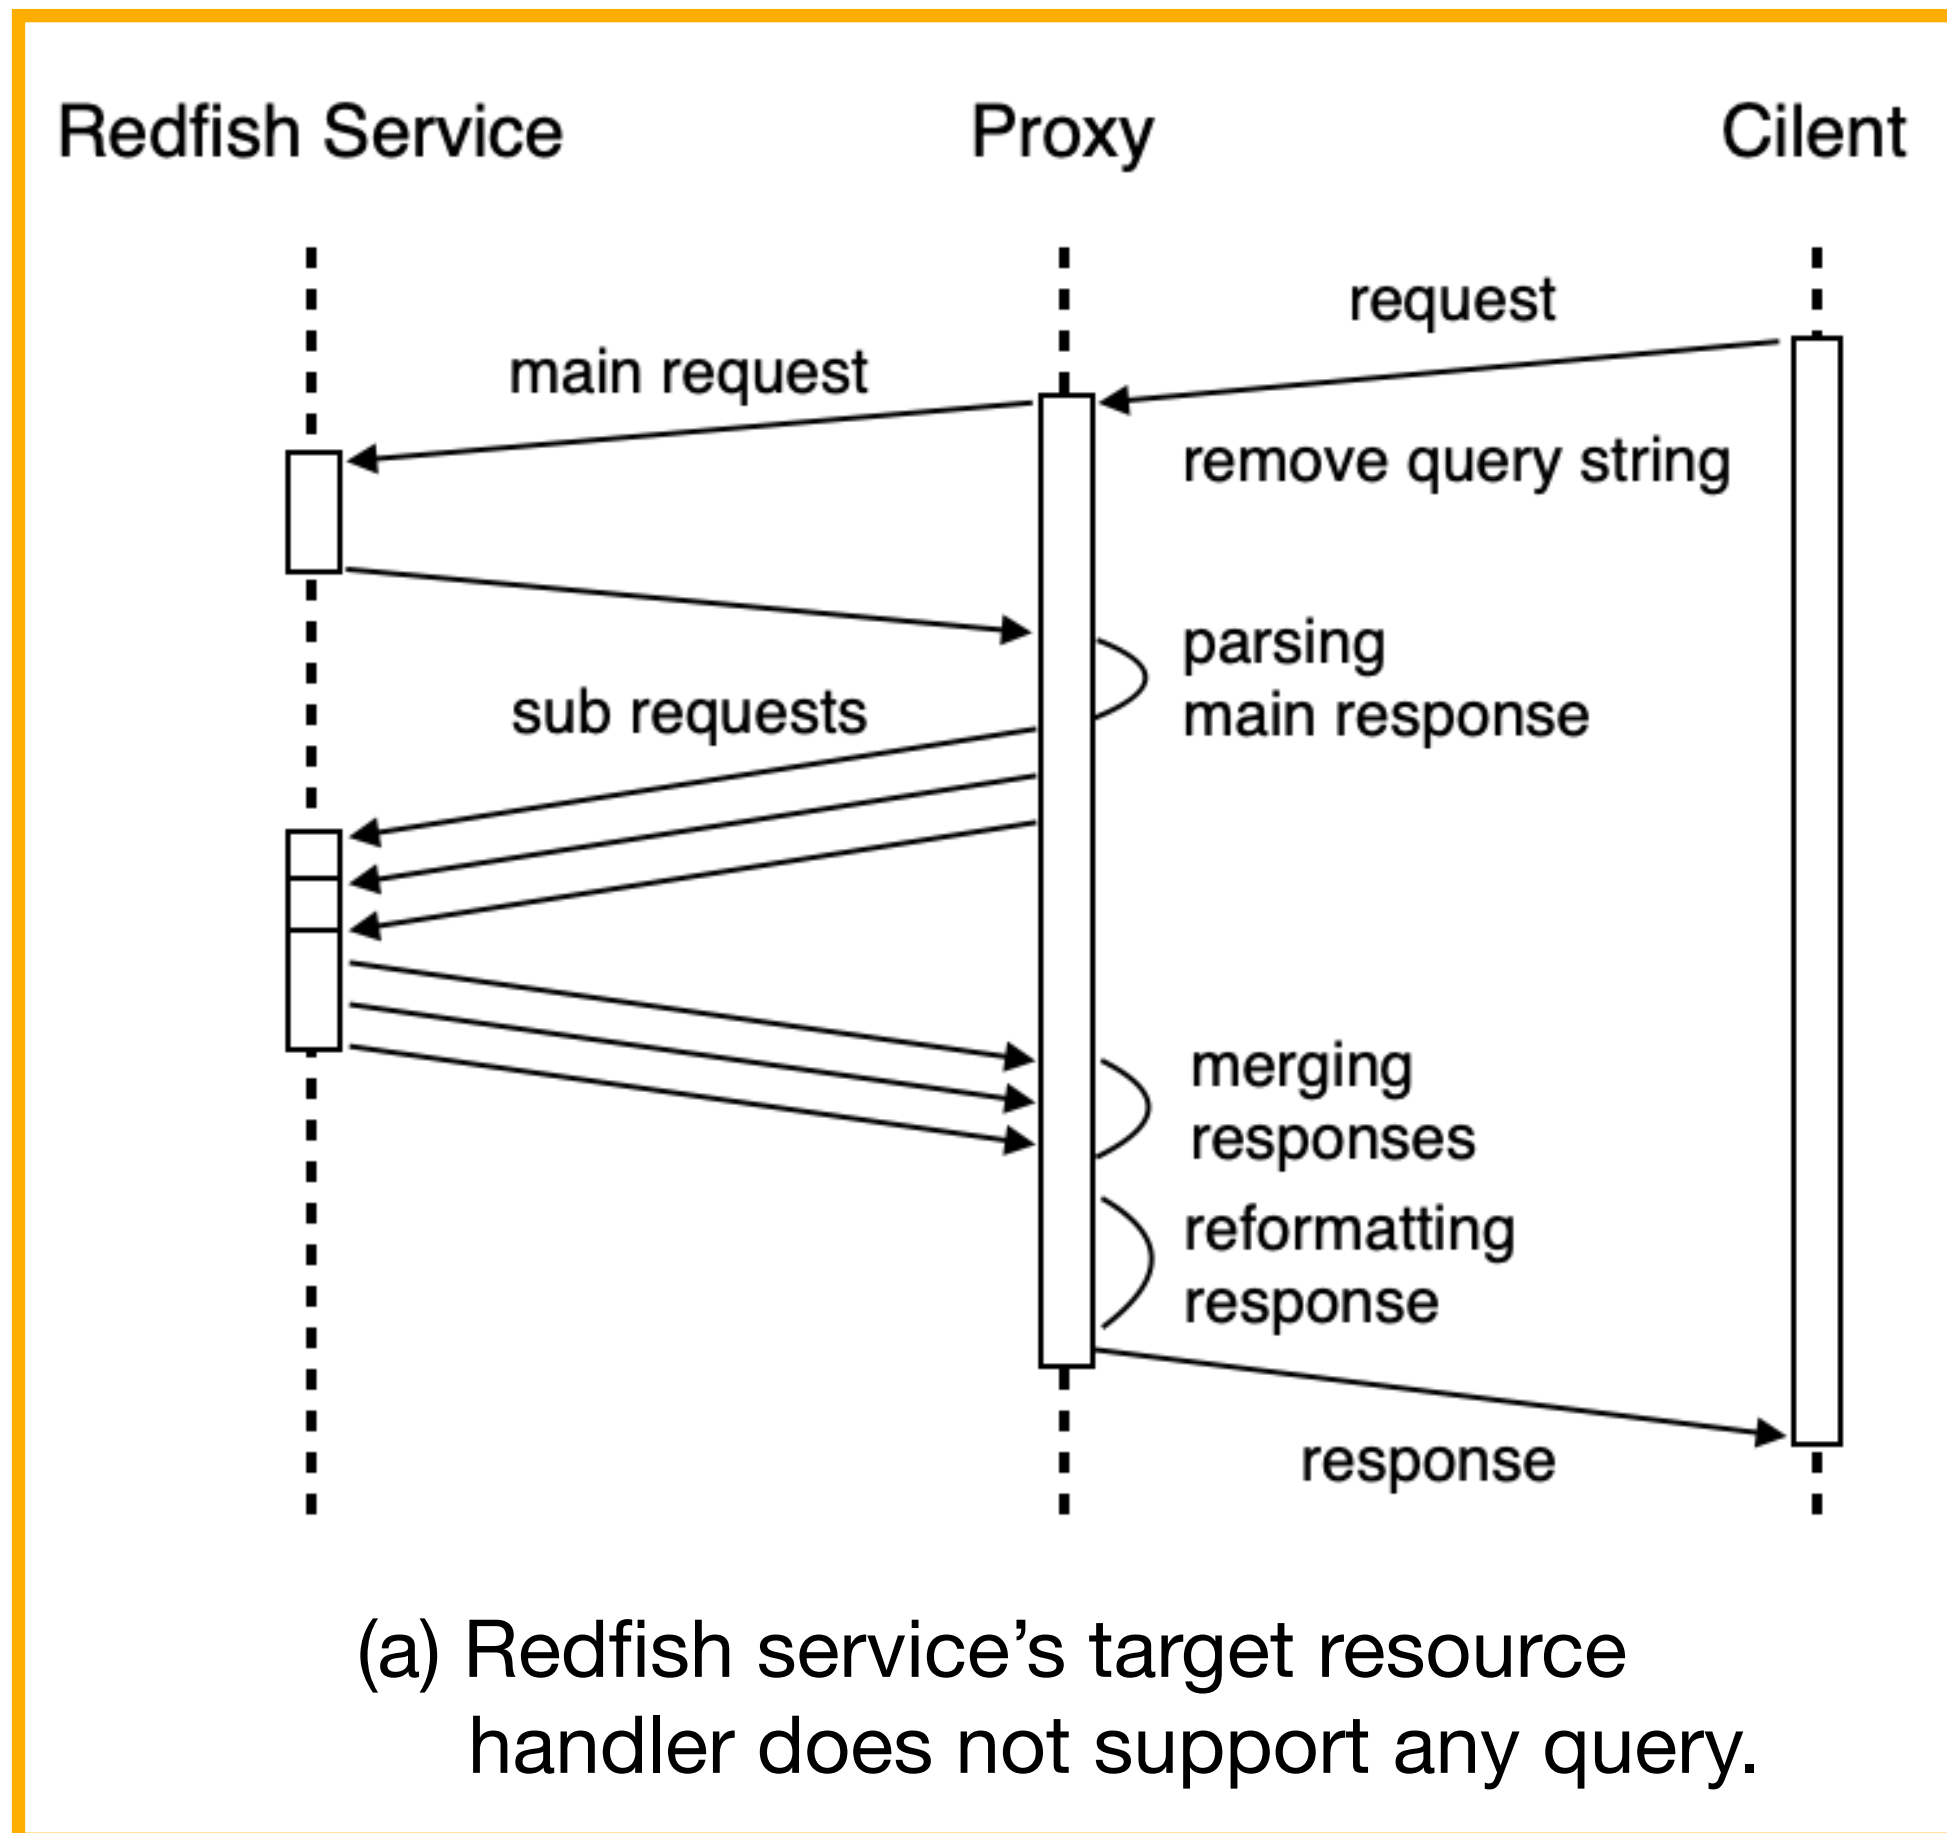 Redfish Service
Proxy
Cilent
request
main request
remove query string
parsing
main response
sub requests
merging
responses
reformatting
response
response
(a) Redfish service’s target resource
handler does not support any query.